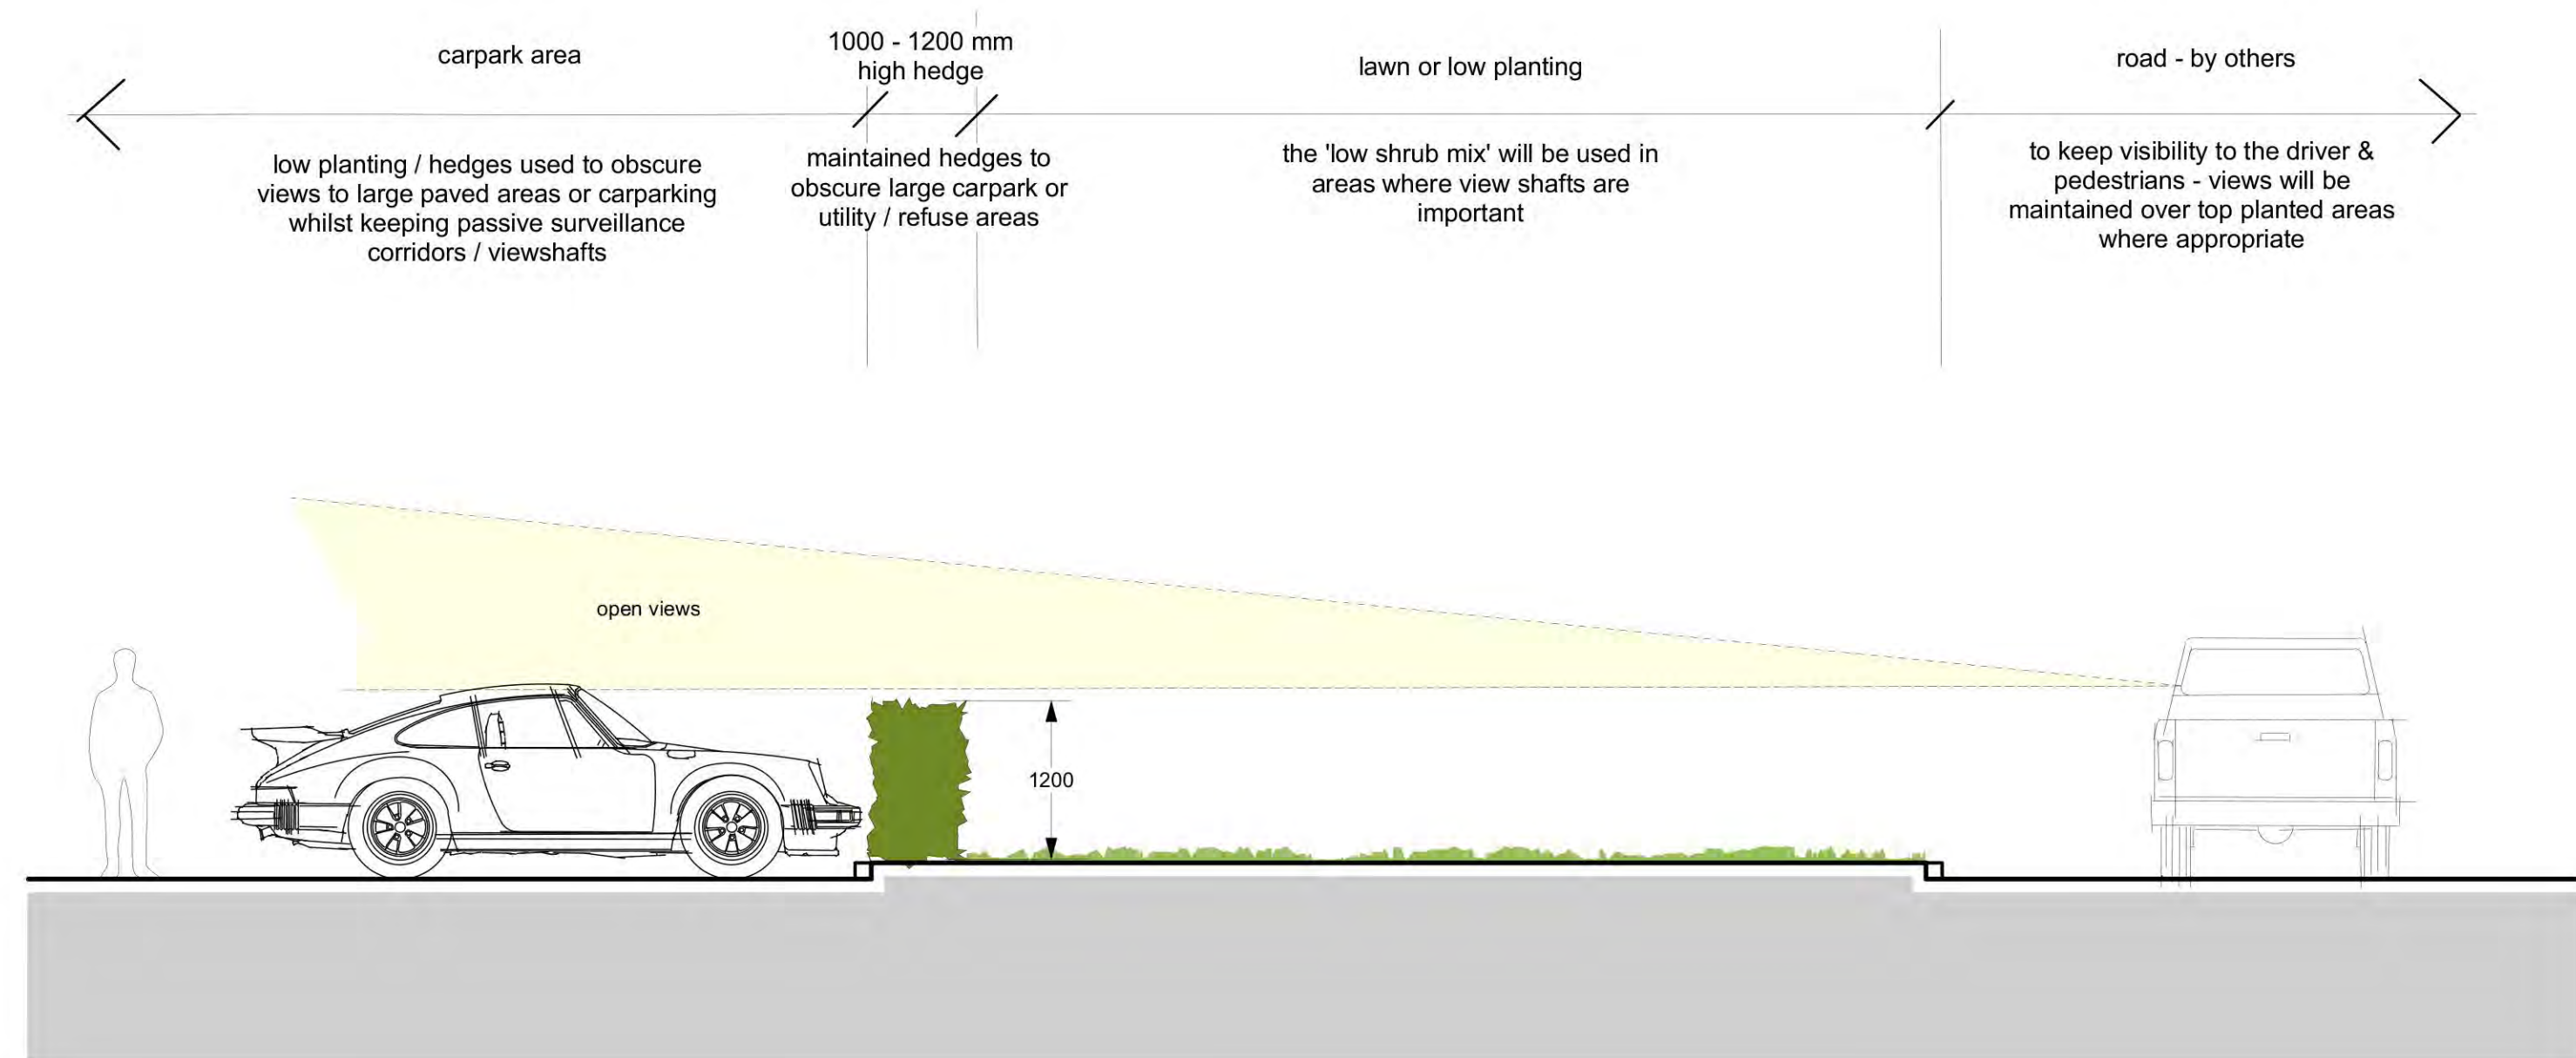 carpark area
1000 - 1200 mm
high hedge
lawn or low planting
road - by others
low planting / hedges used to obscure
views to large paved areas or carparking
whilst keeping passive surveillance
corridors / viewshafts
maintained hedges to
obscure large carpark or
utility / refuse areas
the 'low shrub mix' will be used in
areas where view shafts are
important
to keep visibility to the driver &
pedestrians - views will be
maintained over top planted areas
where appropriate
open views
1200